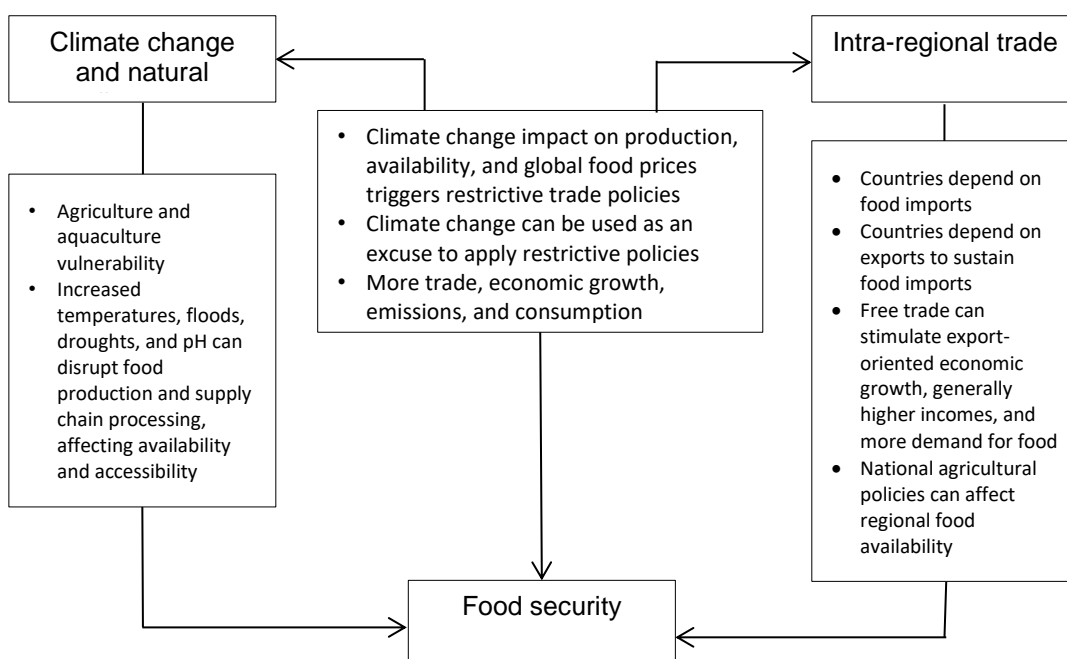 Climate change
and natural
Intra-regional trade
• Climate change impact on production,
availability, and global food prices
triggers restrictive trade policies
• Climate change can be used as an
excuse to apply restrictive policies
• More trade, economic growth,
emissions, and consumption
• Agriculture and
aquaculture
vulnerability
• Increased
temperatures, floods,
droughts, and pH can
disrupt food
production and supply
chain processing,
affecting availability
and accessibility
• Countries depend on
food imports
• Countries depend on
exports to sustain
food imports
• Free trade can
stimulate export-
oriented economic
growth, generally
higher incomes, and
more demand for food
• National agricultural
policies can affect
regional food
availability
Food security